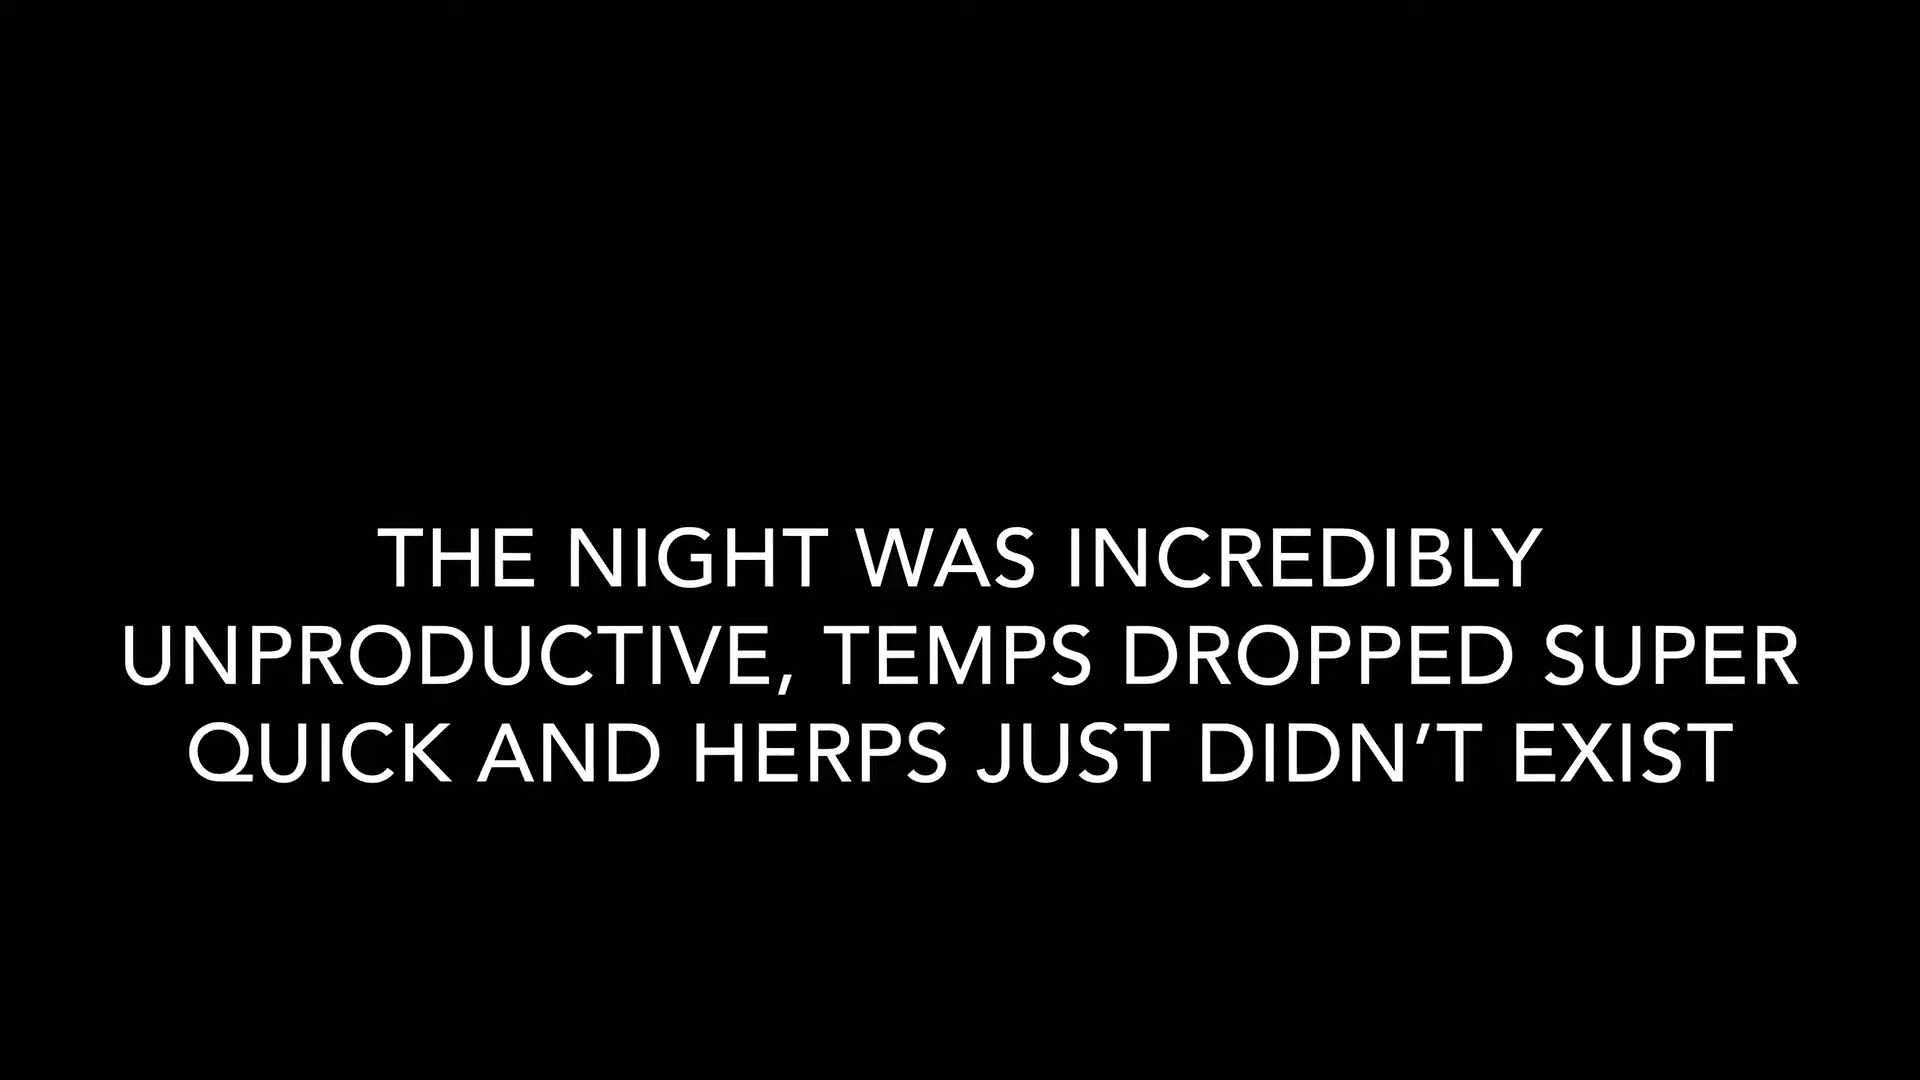 THE NIGHT WAS INCREDIBLY
UNPRODUCTIVE, TEMPS DROPPED SUPER
QUICK AND HERPS JUST DIDN’T EXIST